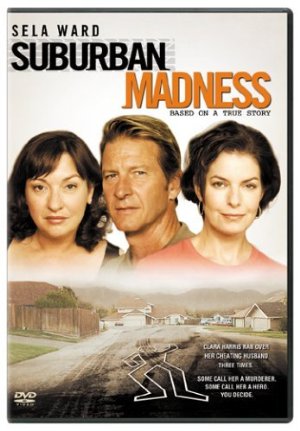 SELA WARD
SUBURBAN
MADNESS
BASED ON A TRUE STORY
CLARA HARRIS RAN OVER
HER CHEATING HUSBAND
THREE TIMES.
SOME CALL HER A MURDERER.
SOME CALL HER A HERO.
YOU DECIDE.
DVD
VIDEO